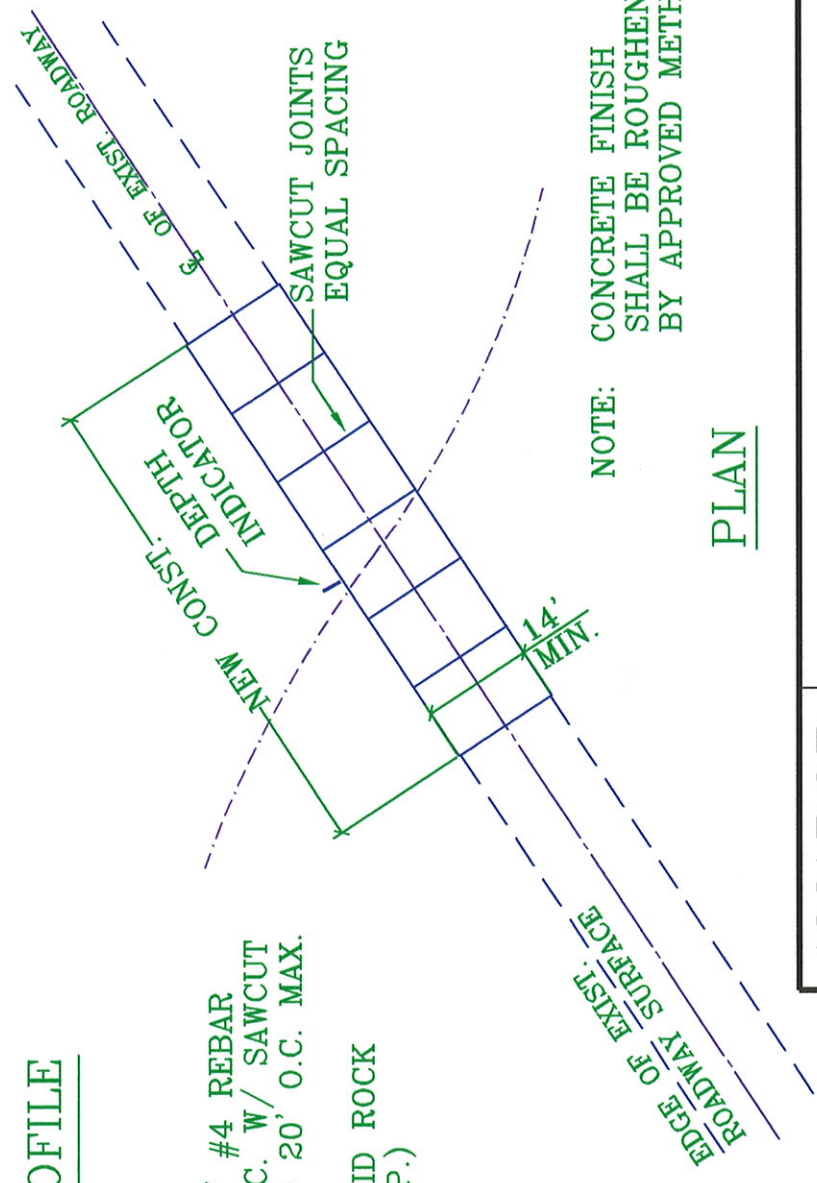 OFILE
#4 REBAR
C. W/ SAWCUT
20' O.C. MAX.
ID ROCK
P.)
EDGE OF EXIST.
ROADWAY SURFACE
NEW CONST.
DEPTH
INDICATOR
14'
MIN.
℄ OF EXIST. ROADWAY
SAWCUT JOINTS
EQUAL SPACING
NOTE: CONCRETE FINISH
SHALL BE ROUGHEN
BY APPROVED METH
PLAN